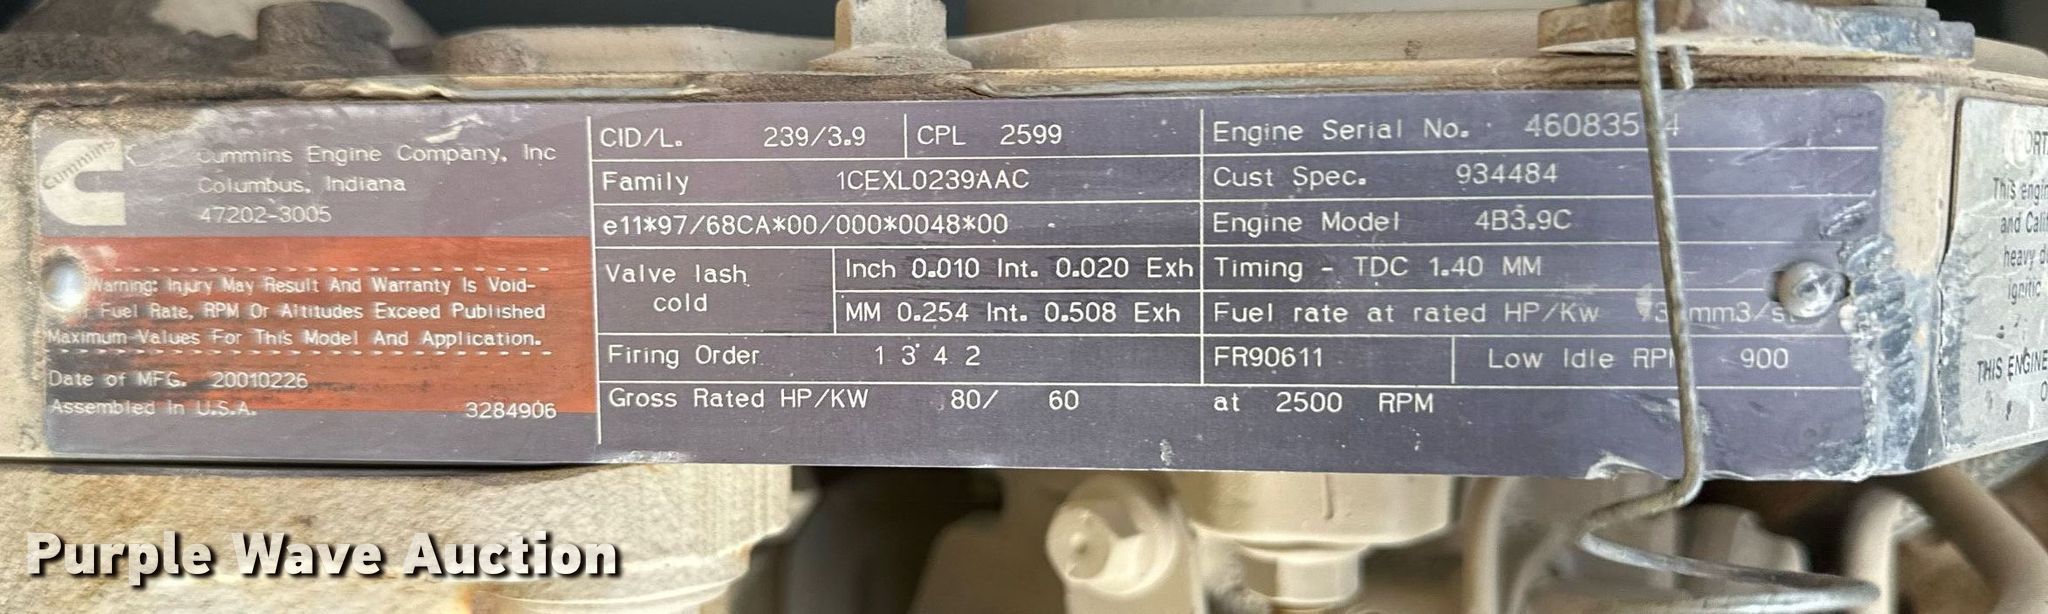 Cummins
Cummins Engine Company, Inc
Columbus, Indiana
47202-3005
Warning: Injury May Result And Warranty Is Void-
Fuel Rate, RPM Or Altitudes Exceed Published
Maximum Values For This Model And Application.
Date of MFG. 20010226
Assembled In U.S.A. 3284906
CID/L. 239/3.9 CPL 2599
Family 1CEXL0239AAC
e11*97/68CA*00/000*0048*00
Valve lash
cold
Inch 0.010 Int. 0.020 Exh
MM 0.254 Int. 0.508 Exh
Firing Order 1 3 4 2
Gross Rated HP/KW 80/ 60 at 2500 RPM
Engine Serial No.
Cust Spec. 934484
Engine Model 4B3.9C
Timing - TDC 1.40 MM
Fuel rate at rated HP/Kw
FR90611 Low Idle 900
This
and
heavy
THIS ENGINE
Purple Wave Auction